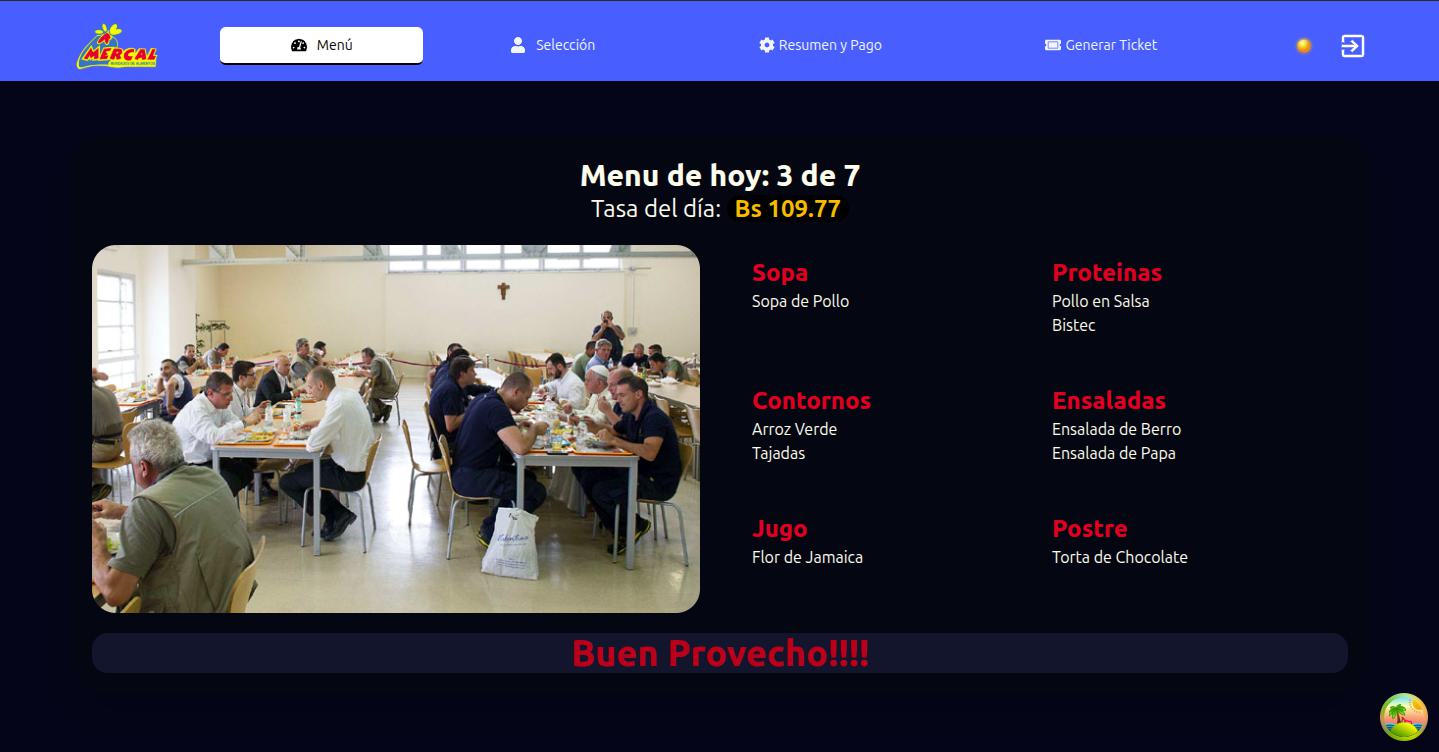 MERCAL
Menú
Selección
Resumen y Pago
Generar Ticket
Menu de hoy: 3 de 7
Tasa del día: Bs 109.77
Sopa
Sopa de Pollo
Proteinas
Pollo en Salsa
Bistec
Contornos
Arroz Verde
Tajadas
Ensaladas
Ensalada de Berro
Ensalada de Papa
Jugo
Flor de Jamaica
Postre
Torta de Chocolate
Buen Provecho!!!!